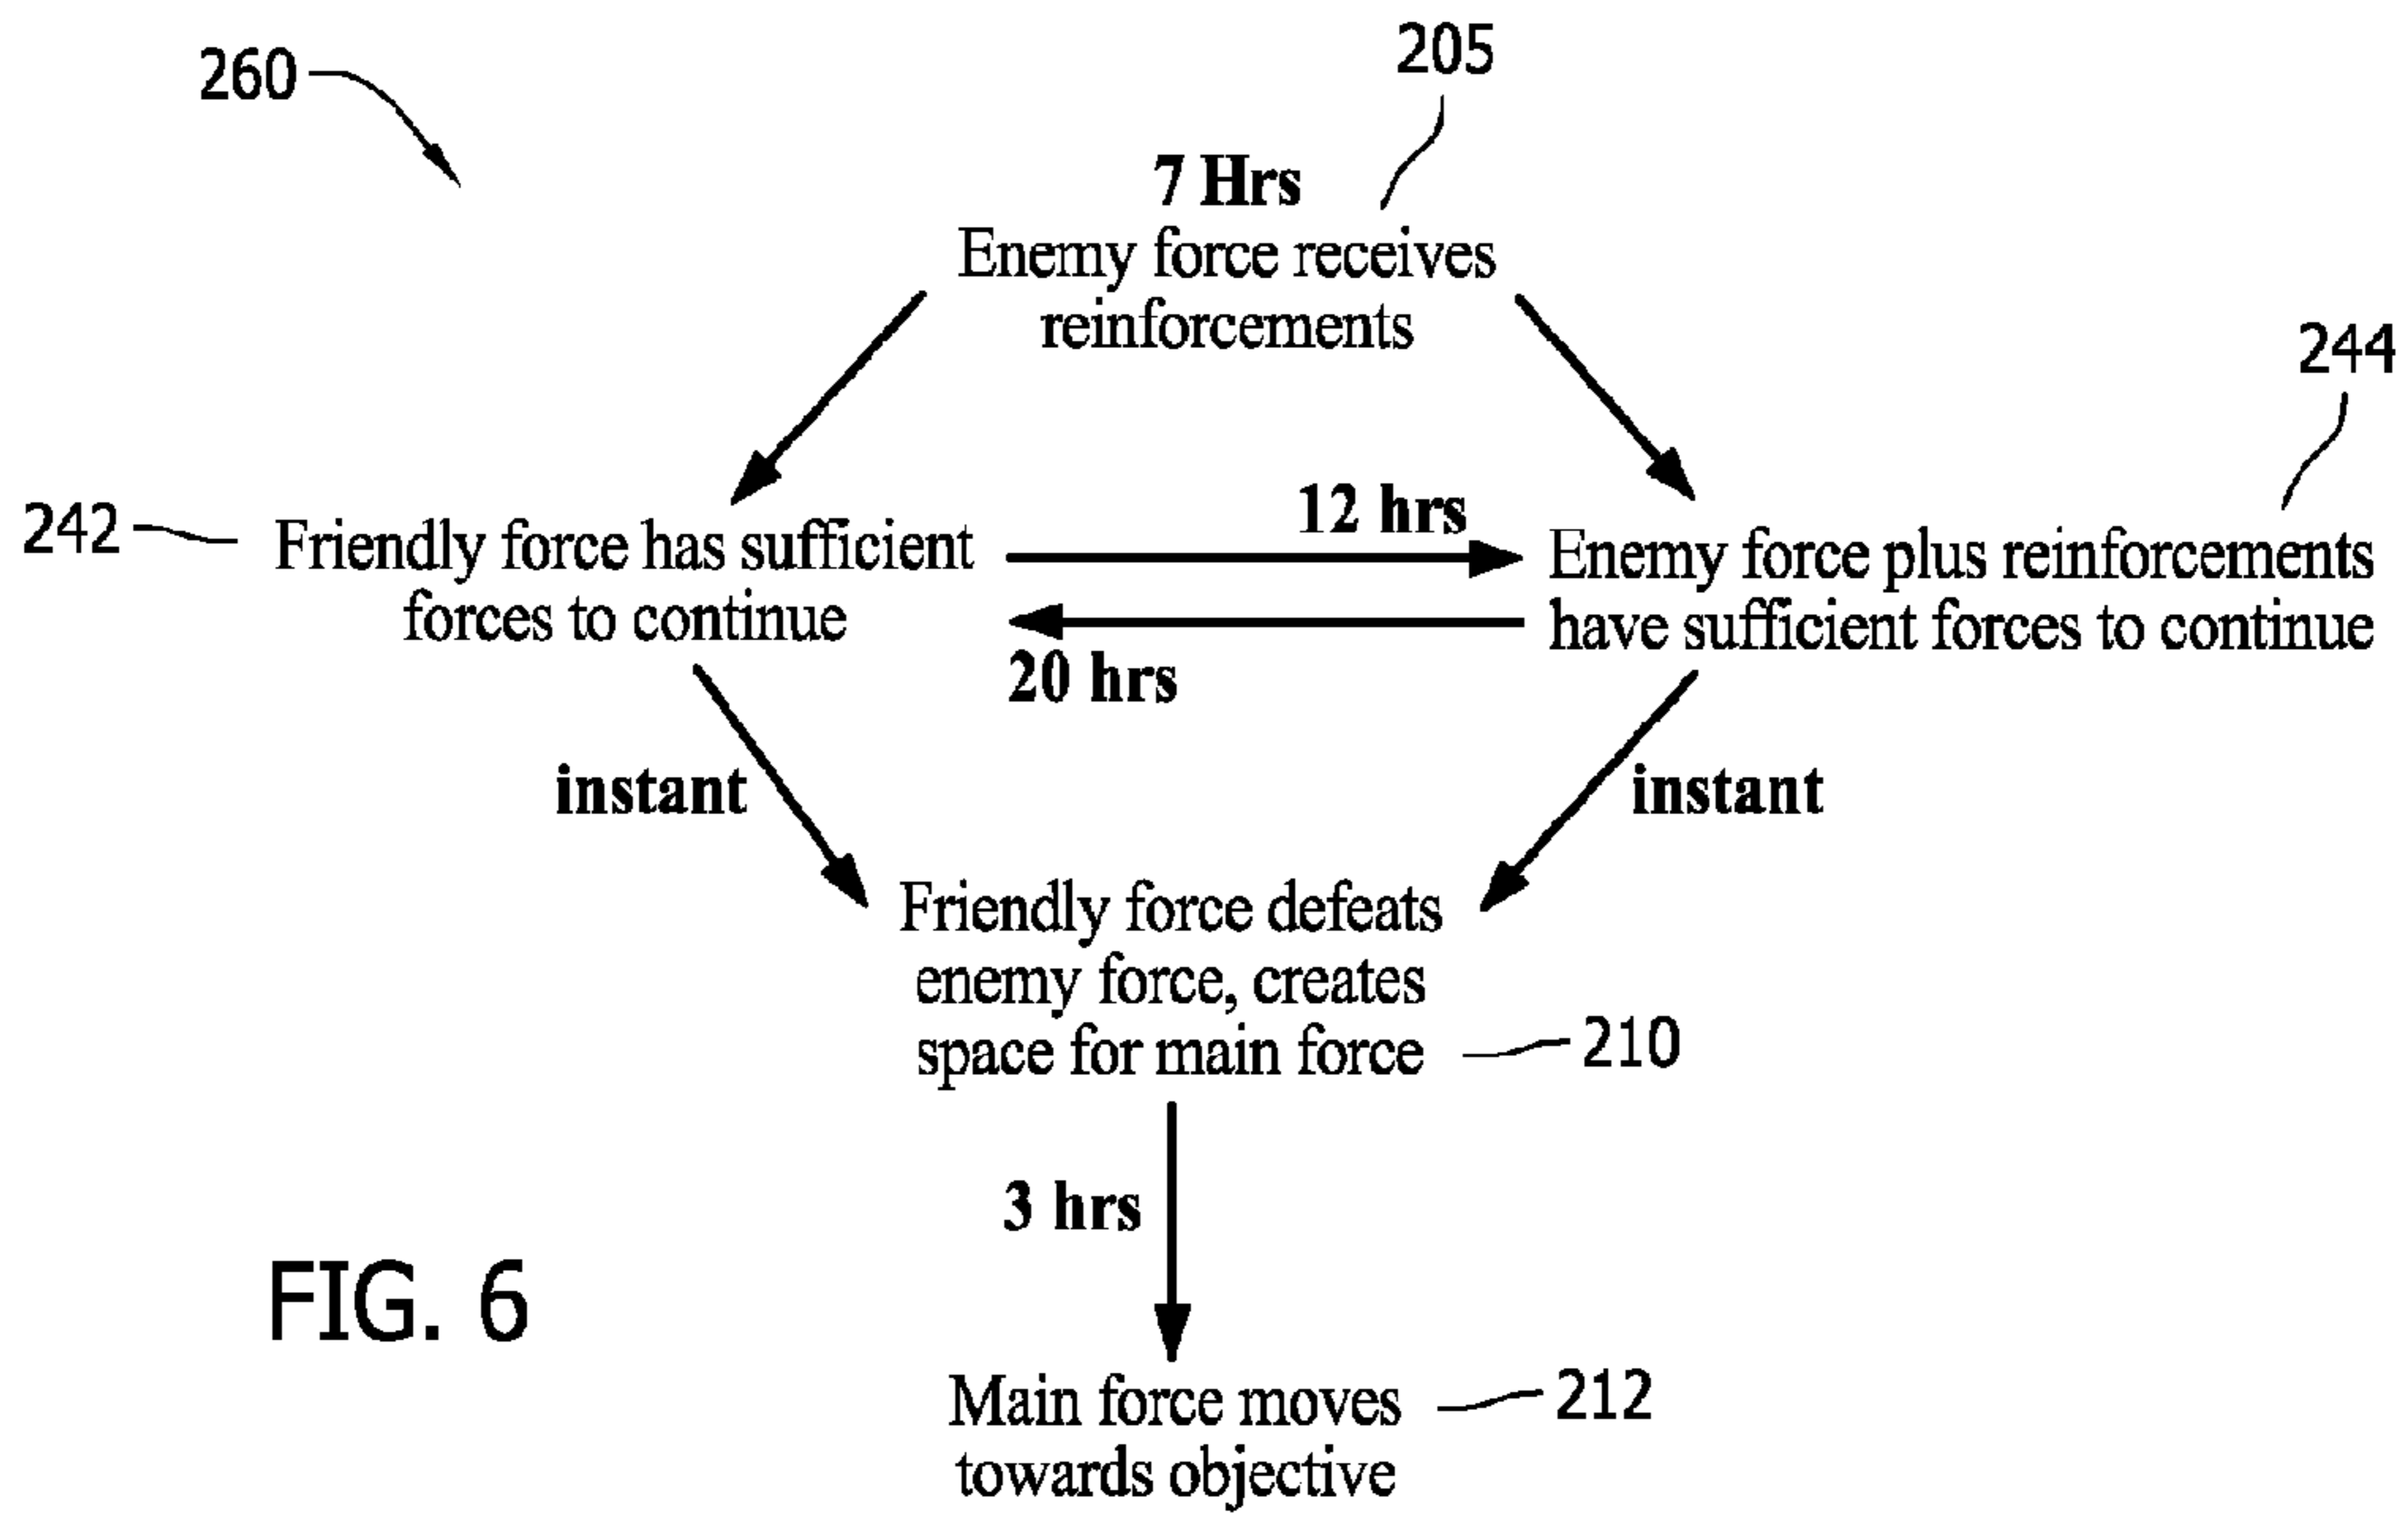 260
205
7 Hrs
Enemy force receives
reinforcements
244
242
Friendly force has sufficient
forces to continue
12 hrs
20 hrs
Enemy force plus reinforcements
have sufficient forces to continue
instant
instant
Friendly force defeats
enemy force, creates
space for main force
210
3 hrs
FIG. 6
Main force moves
towards objective
212